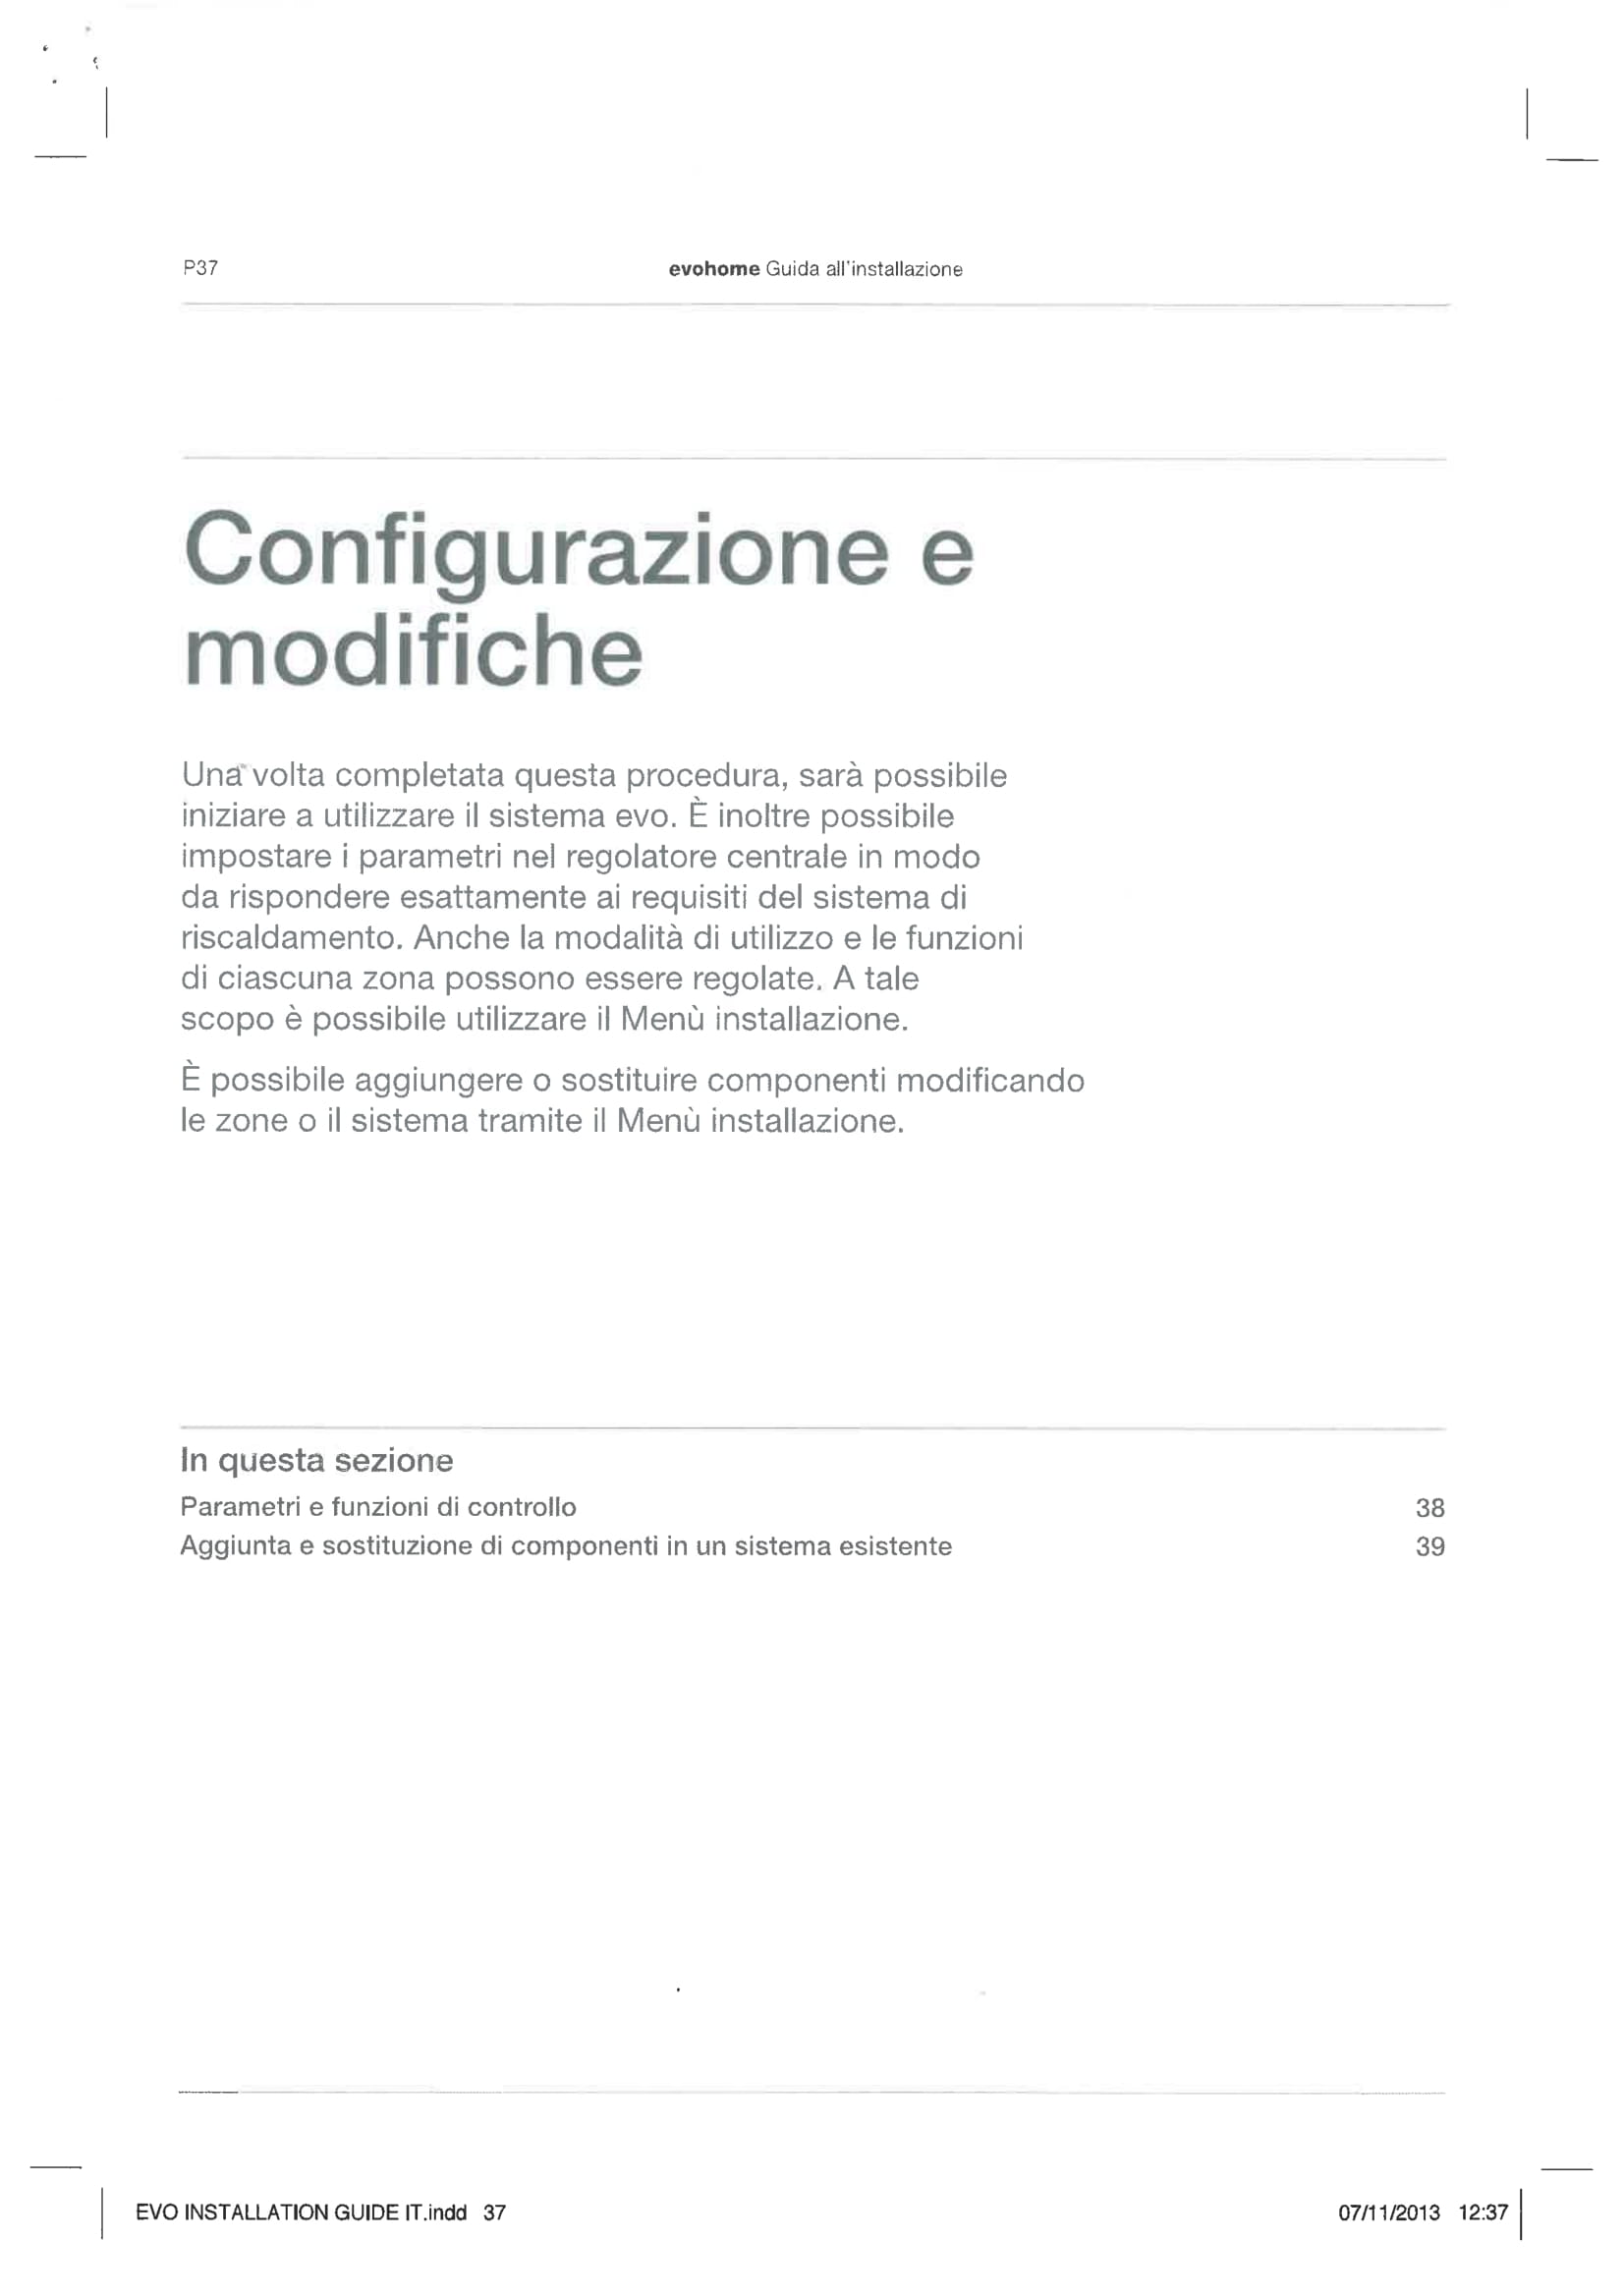 P37
evohome Guida all'installazione
Configurazione e
modifiche
Una volta completata questa procedura, sarà possibile
iniziare a utilizzare il sistema evo. È inoltre possibile
impostare i parametri nel regolatore centrale in modo
da rispondere esattamente ai requisiti del sistema di
riscaldamento. Anche la modalità di utilizzo e le funzioni
di ciascuna zona possono essere regolate. A tale
scopo è possibile utilizzare il Menù installazione.
È possibile aggiungere o sostituire componenti modificando
le zone o il sistema tramite il Menù installazione.
In questa sezione
Parametri e funzioni di controllo 38
Aggiunta e sostituzione di componenti in un sistema esistente 39
EVO INSTALLATION GUIDE IT.indd 37
07/11/2013 12:37